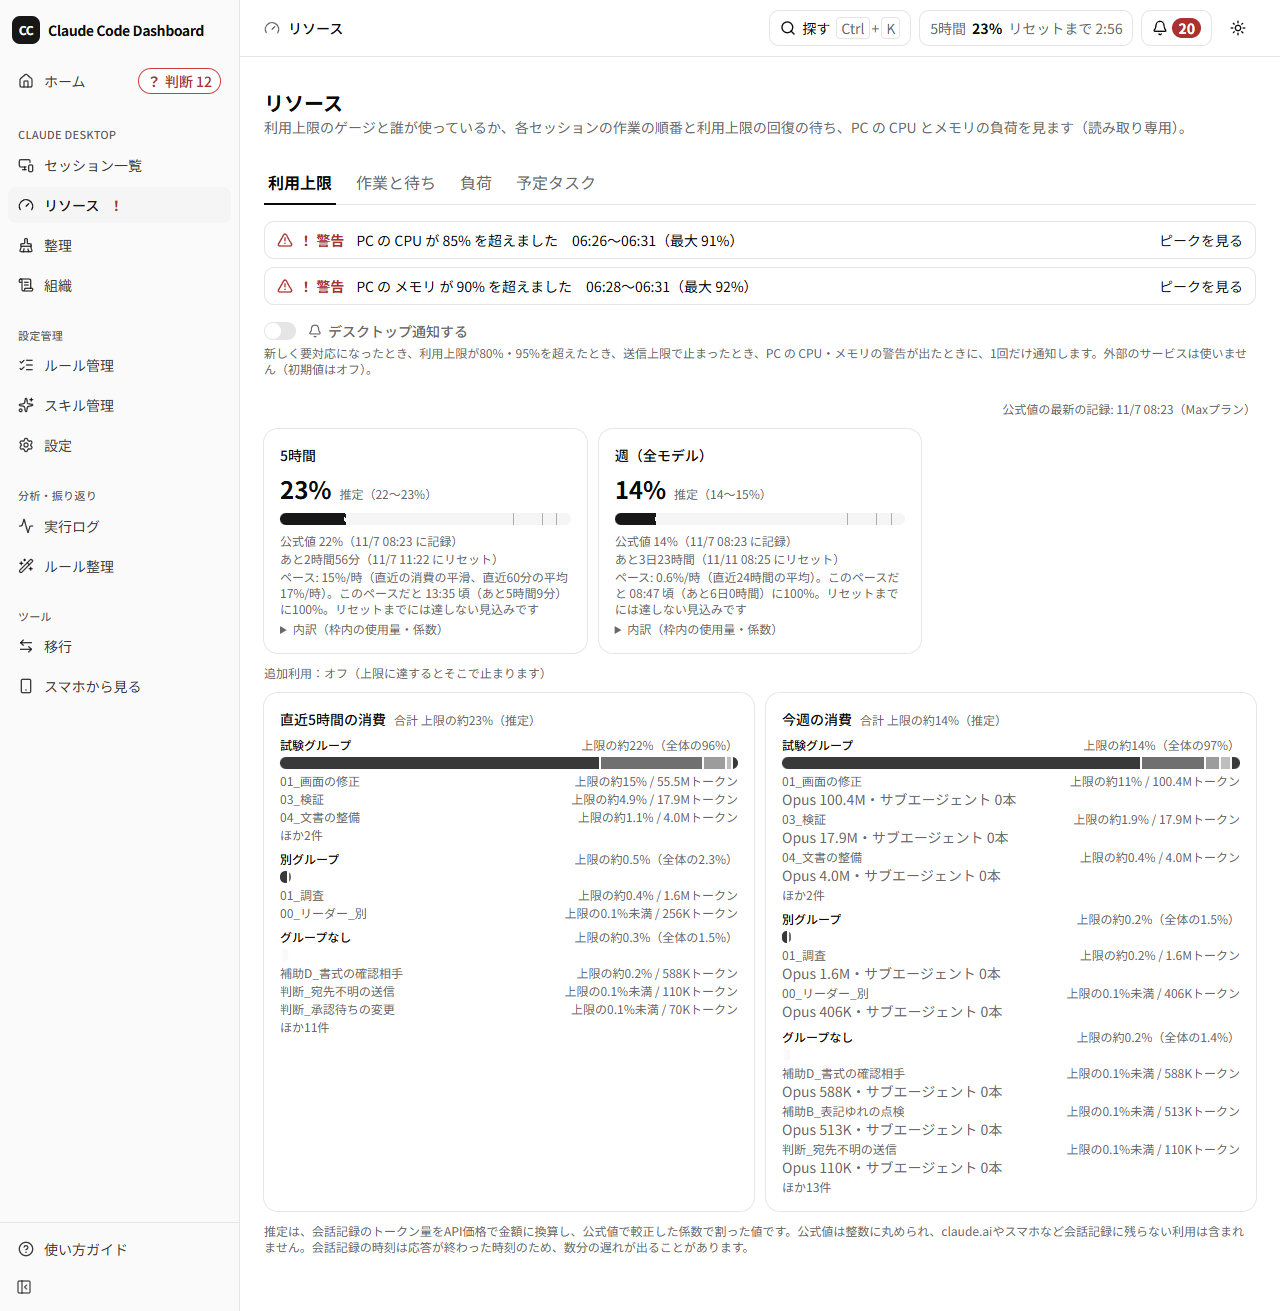 CC Claude Code Dashboard
ホーム
? 判断 12
CLAUDE DESKTOP
セッション一覧
リソース !
整理
組織
設定管理
ルール管理
スキル管理
設定
分析・振り返り
実行ログ
ルール整理
ツール
移行
スマホから見る
使い方ガイド
リソース
探す Ctrl + K
5時間 23% リセットまで 2:56
20
リソース
利用上限のゲージと誰が使っているか、各セッションの作業の順番と利用上限の回復の待ち、PC の CPU とメモリの負荷を見ます（読み取り専用）。
利用上限 作業と待ち 負荷 予定タスク
! 警告 PC の CPU が 85% を超えました 06:26〜06:31（最大 91%） ピークを見る
! 警告 PC の メモリ が 90% を超えました 06:28〜06:31（最大 92%） ピークを見る
デスクトップ通知する
新しく要対応になったとき、利用上限が80%・95%を超えたとき、送信上限で止まったとき、PC の CPU・メモリの警告が出たときに、1回だけ通知します。外部のサービスは使いませ
ん（初期値はオフ）。
公式値の最新の記録: 11/7 08:23（Maxプラン）
5時間
23% 推定（22〜23%）
公式値 22%（11/7 08:23 に記録）
あと2時間56分（11/7 11:22 にリセット）
ペース: 15%/時（直近の消費の平滑、直近60分の平均
17%/時）。このペースだと 13:35 頃（あと5時間9分）
に100%。リセットまでには達しない見込みです
▶ 内訳（枠内の使用量・係数）
週（全モデル）
14% 推定（14〜15%）
公式値 14%（11/7 08:23 に記録）
あと3日23時間（11/11 08:25 にリセット）
ペース: 0.6%/時（直近24時間の平均）。このペースだ
と 08:47 頃（あと6日0時間）に100%。リセットまで
には達しない見込みです
▶ 内訳（枠内の使用量・係数）
追加利用：オフ（上限に達するとそこで止まります）
直近5時間の消費 合計 上限の約23%（推定）
試験グループ 上限の約22%（全体の96%）
01_画面の修正 上限の約15% / 55.5Mトークン
03_検証 上限の約4.9% / 17.9Mトークン
04_文書の整備 上限の約1.1% / 4.0Mトークン
ほか2件
別グループ 上限の約0.5%（全体の2.3%）
01_調査 上限の約0.4% / 1.6Mトークン
00_リーダー_別 上限の0.1%未満 / 256Kトークン
グループなし 上限の約0.3%（全体の1.5%）
補助D_書式の確認相手 上限の約0.2% / 588Kトークン
判断_宛先不明の送信 上限の0.1%未満 / 110Kトークン
判断_承認待ちの変更 上限の0.1%未満 / 70Kトークン
ほか11件
今週の消費 合計 上限の約14%（推定）
試験グループ 上限の約14%（全体の97%）
01_画面の修正 上限の約11% / 100.4Mトークン
Opus 100.4M・サブエージェント 0本
03_検証 上限の約1.9% / 17.9Mトークン
Opus 17.9M・サブエージェント 0本
04_文書の整備 上限の約0.4% / 4.0Mトークン
Opus 4.0M・サブエージェント 0本
ほか2件
別グループ 上限の約0.2%（全体の1.5%）
01_調査 上限の約0.2% / 1.6Mトークン
Opus 1.6M・サブエージェント 0本
00_リーダー_別 上限の0.1%未満 / 406Kトークン
Opus 406K・サブエージェント 0本
グループなし 上限の約0.2%（全体の1.4%）
補助D_書式の確認相手 上限の0.1%未満 / 588Kトークン
Opus 588K・サブエージェント 0本
補助B_表記ゆれの点検 上限の0.1%未満 / 513Kトークン
Opus 513K・サブエージェント 0本
判断_宛先不明の送信 上限の0.1%未満 / 110Kトークン
Opus 110K・サブエージェント 0本
ほか13件
推定は、会話記録のトークン量をAPI価格で金額に換算し、公式値で較正した係数で割った値です。公式値は整数に丸められ、claude.aiやスマホなど会話記録に残らない利用は含まれ
ません。会話記録の時刻は応答が終わった時刻のため、数分の遅れが出ることがあります。